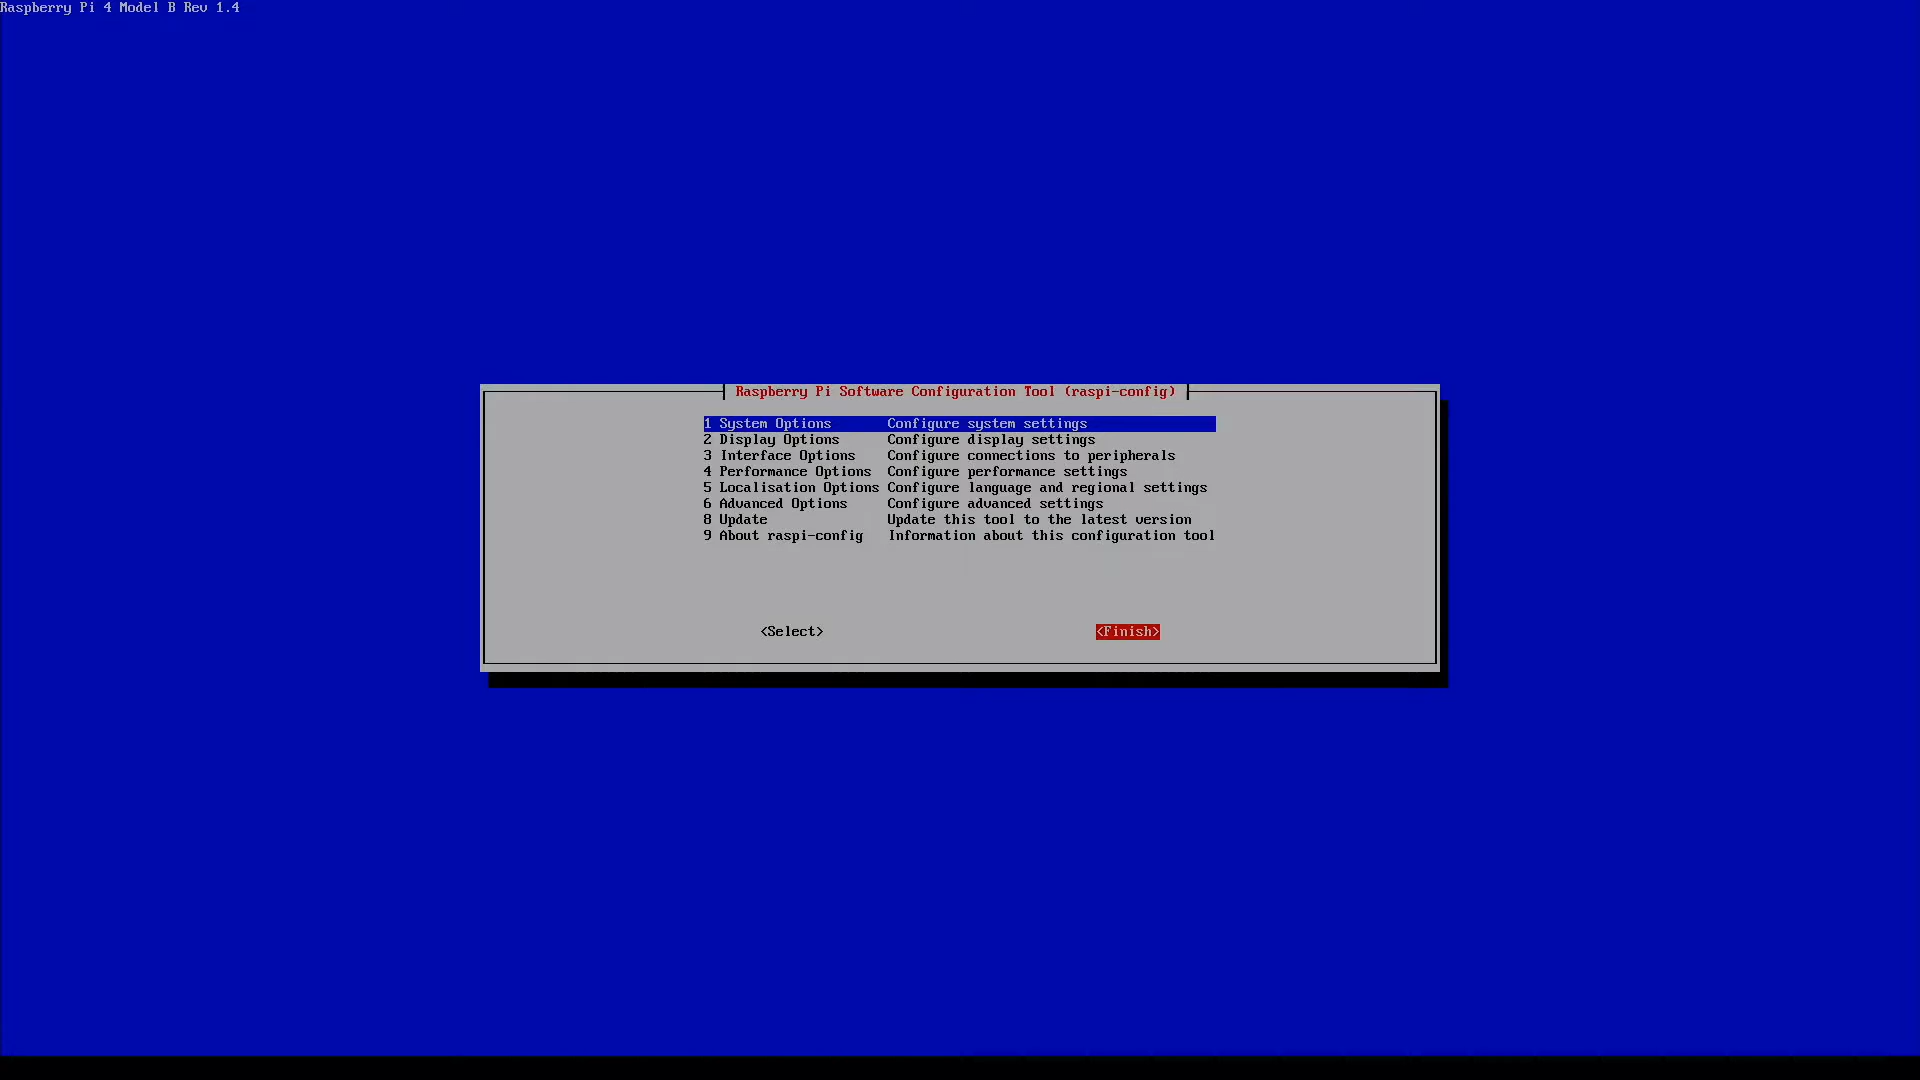 Raspberry Pi 4 Model B Rev 1.4
Raspberry Pi Software Configuration Tool (raspi-config)
1 System Options Configure system settings
2 Display Options Configure display settings
3 Interface Options Configure connections to peripherals
4 Performance Options Configure performance settings
5 Localisation Options Configure language and regional settings
6 Advanced Options Configure advanced settings
8 Update Update this tool to the latest version
9 About raspi-config Information about this configuration tool
<Select> <Finish>